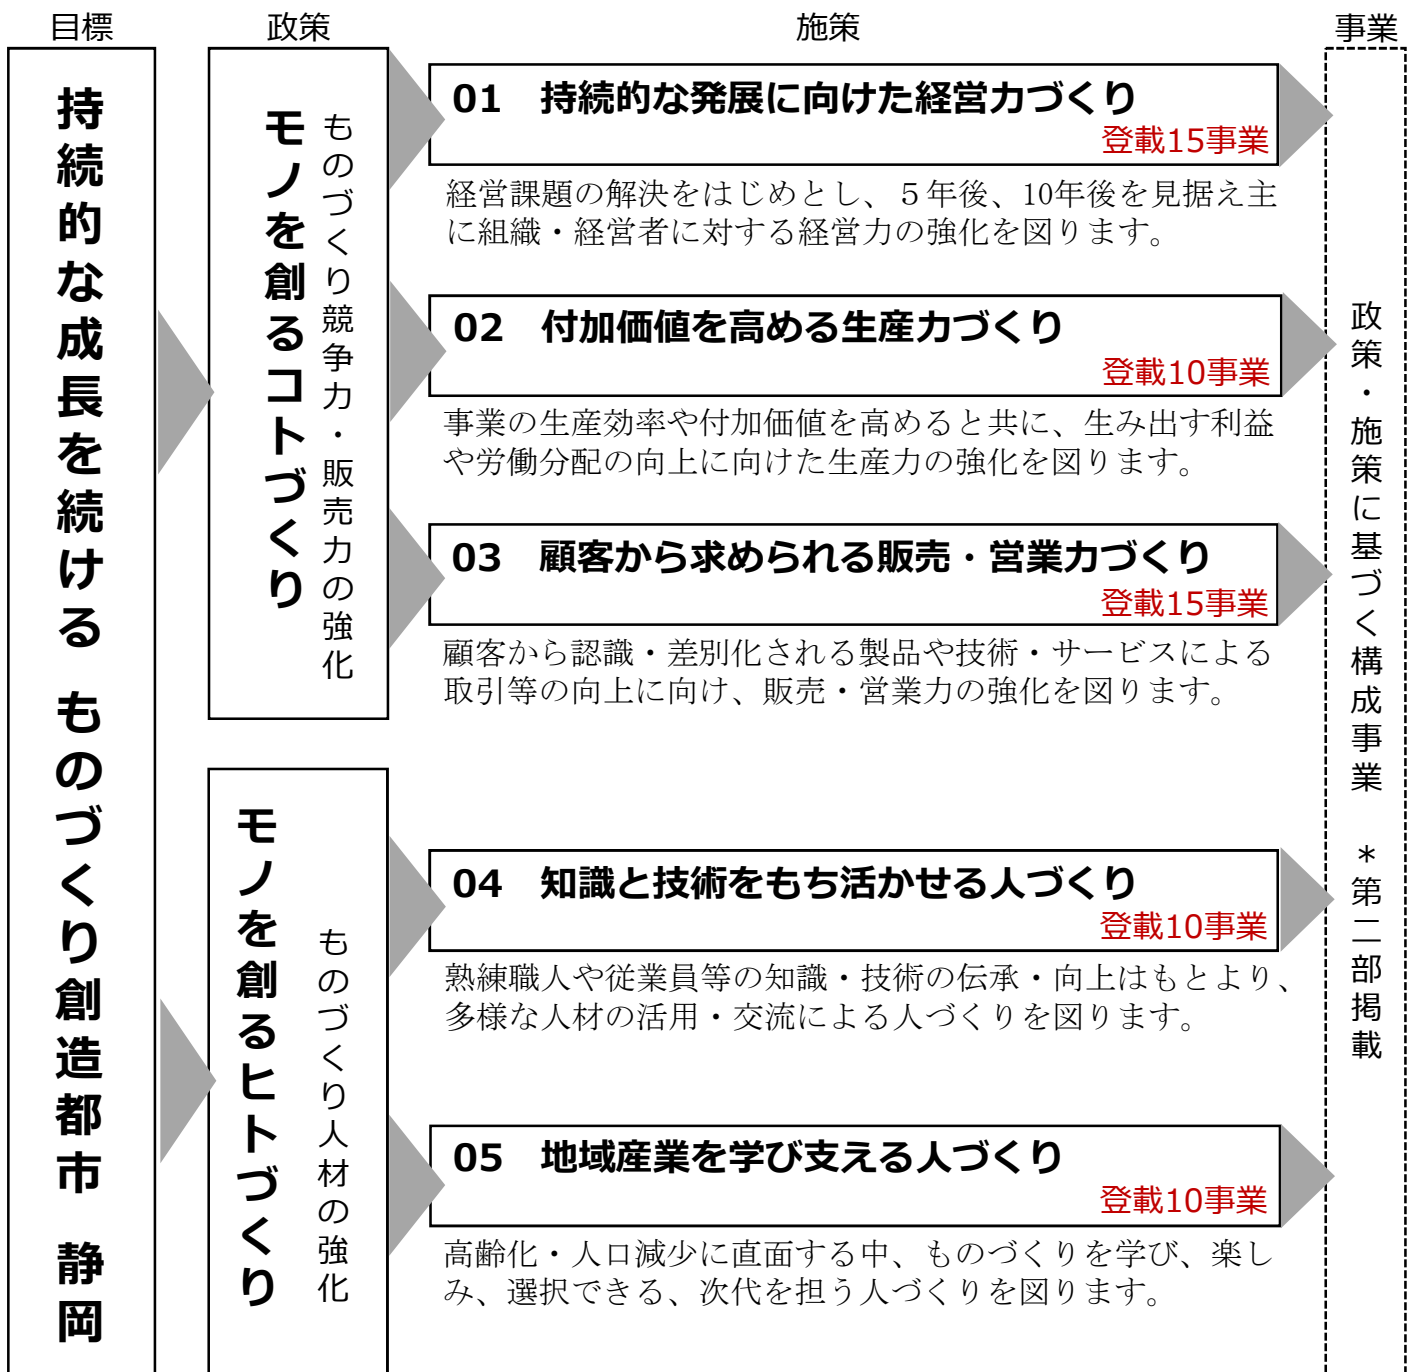 目標
政策
施策
事業
持続的な成長を続ける ものづくり創造都市 静岡
モノを創るコトづくり
ものづくり競争力・販売力の強化
01 持続的な発展に向けた経営力づくり
登載15事業
経営課題の解決をはじめとし、５年後、10年後を見据え主
に組織・経営者に対する経営力の強化を図ります。
02 付加価値を高める生産力づくり
登載10事業
事業の生産効率や付加価値を高めると共に、生み出す利益
や労働分配の向上に向けた生産力の強化を図ります。
03 顧客から求められる販売・営業力づくり
登載15事業
顧客から認識・差別化される製品や技術・サービスによる
取引等の向上に向け、販売・営業力の強化を図ります。
モノを創るヒトづくり
ものづくり人材の強化
04 知識と技術をもち活かせる人づくり
登載10事業
熟練職人や従業員等の知識・技術の伝承・向上はもとより、
多様な人材の活用・交流による人づくりを図ります。
05 地域産業を学び支える人づくり
登載10事業
高齢化・人口減少に直面する中、ものづくりを学び、楽し
み、選択できる、次代を担う人づくりを図ります。
政策・施策に基づく構成事業 ＊第二部掲載